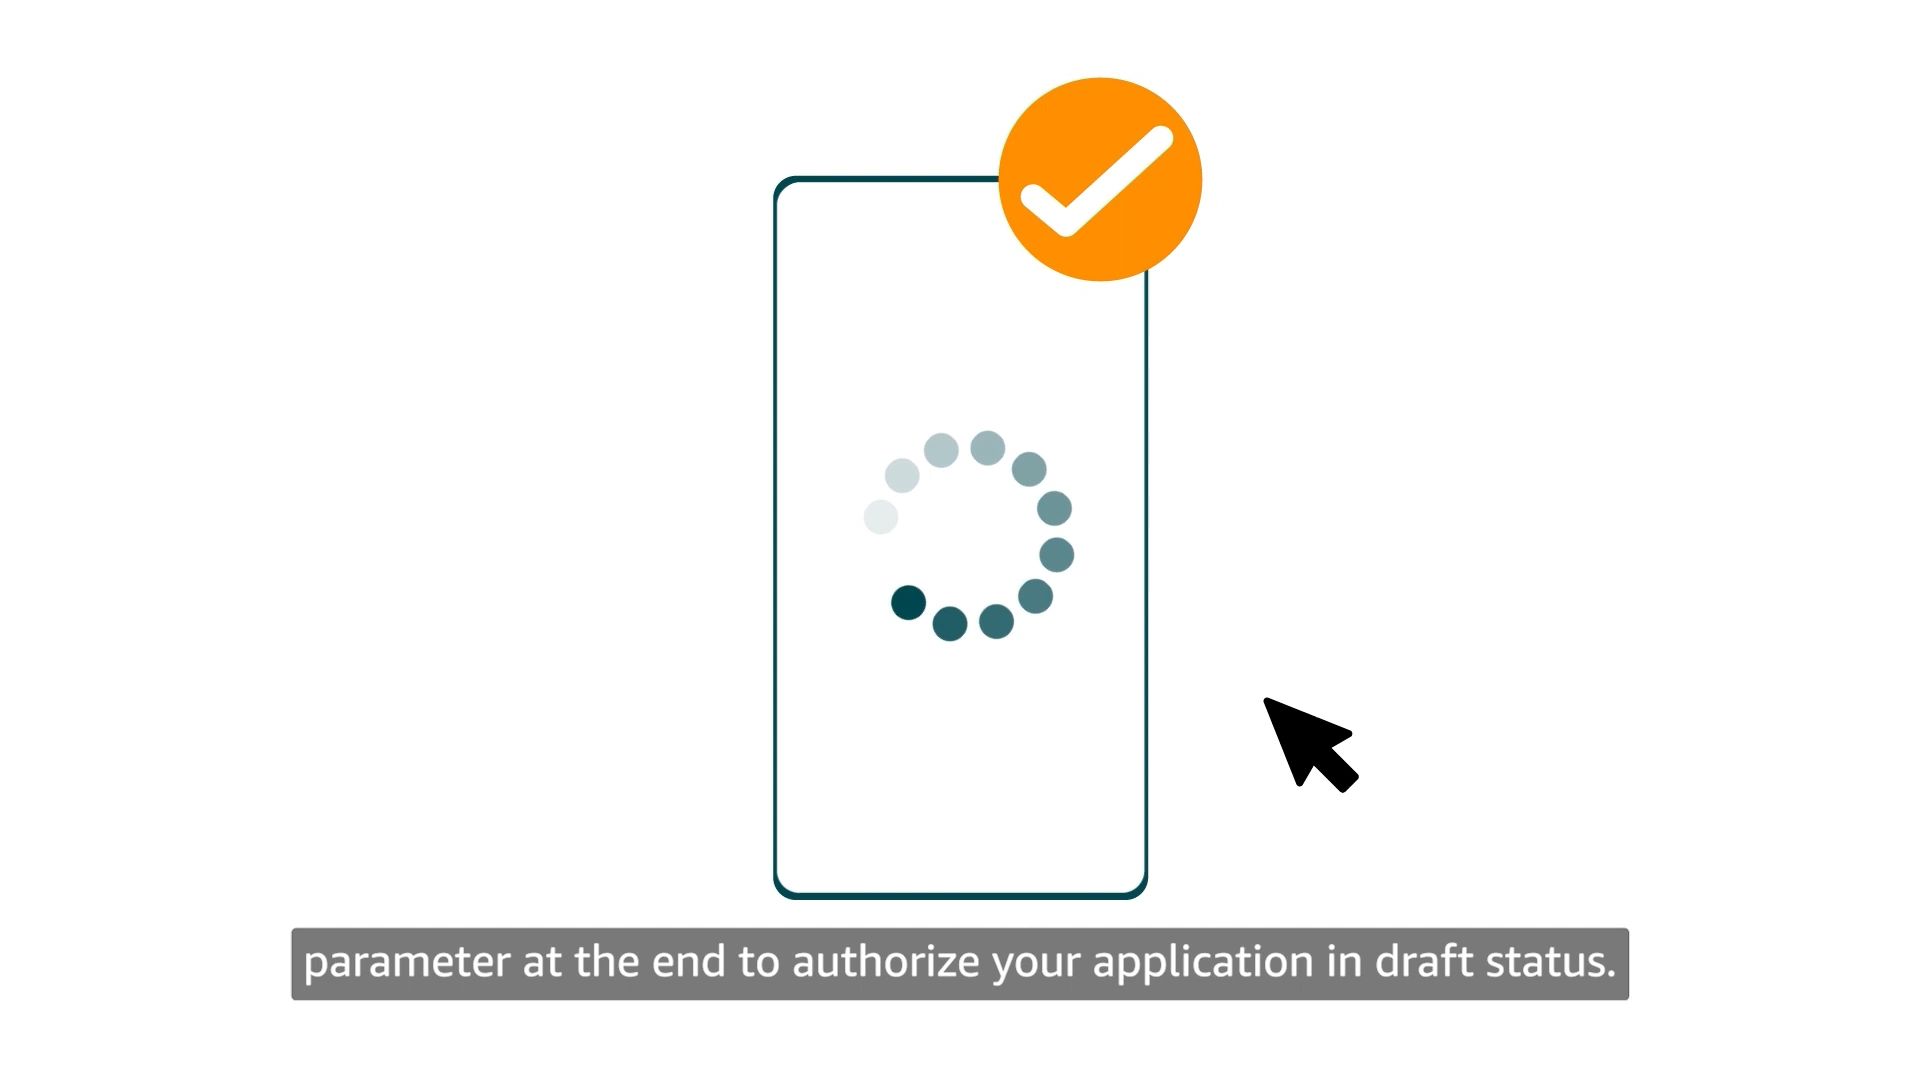 parameter at the end to authorize your application in draft status.